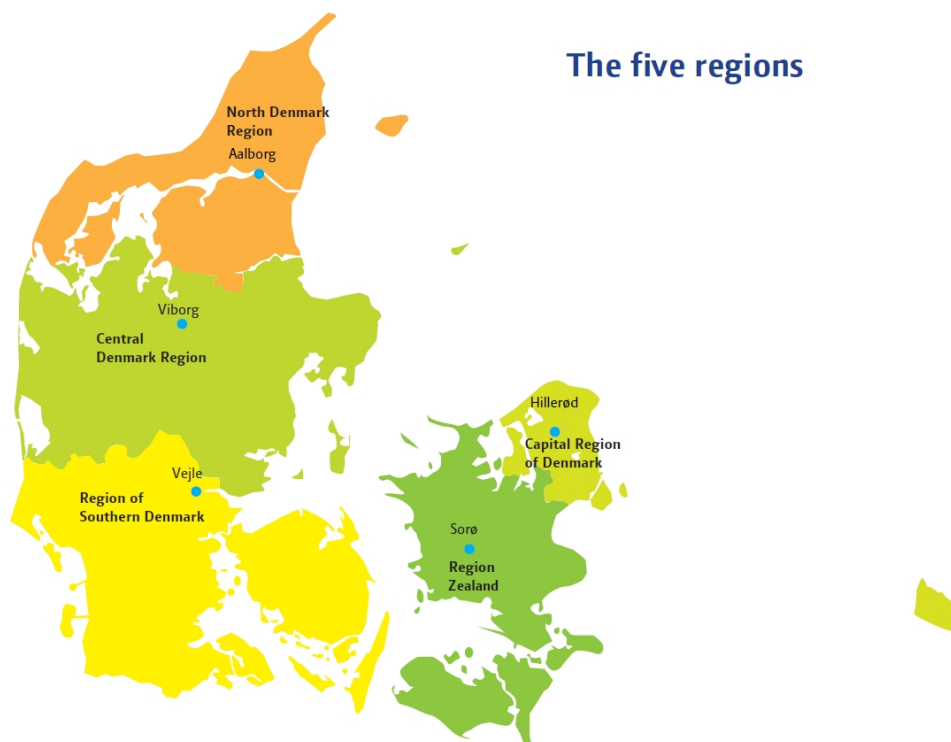 The five regions
North Denmark
Region
Aalborg
Viborg
Central
Denmark Region
Hillerød
Capital Region
of Denmark
Vejle
Region of
Southern Denmark
Sorø
Region
Zealand